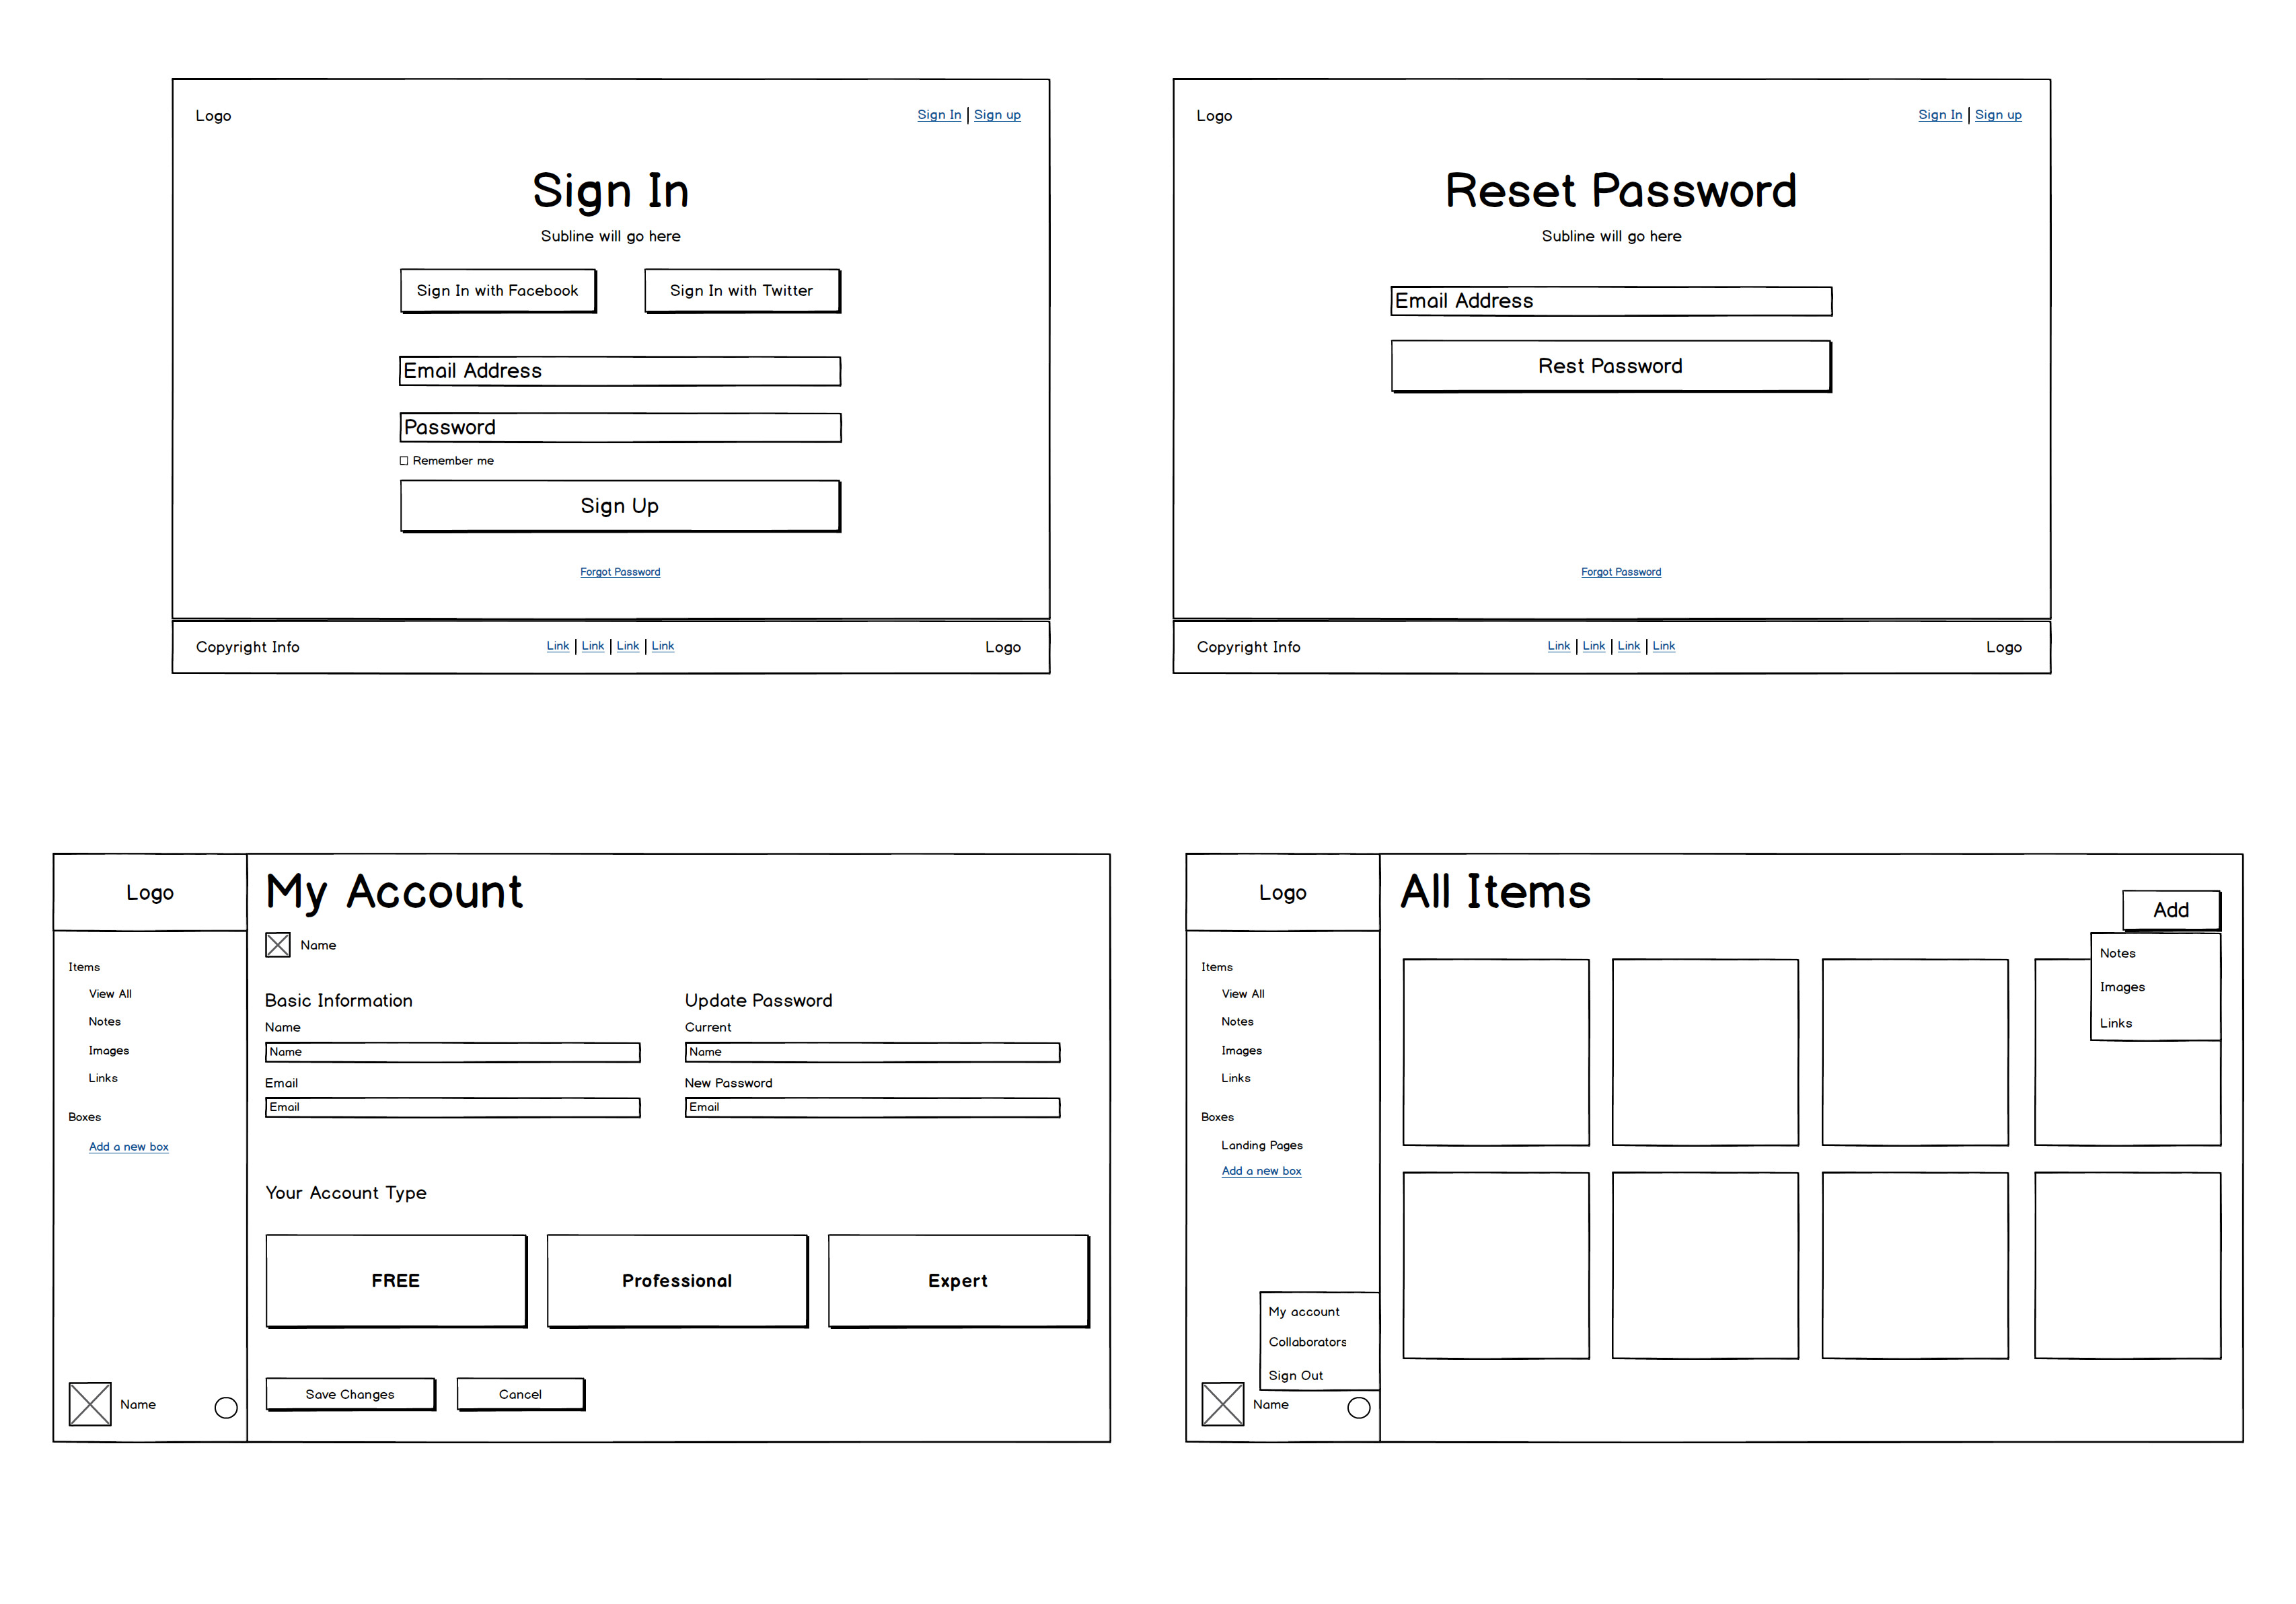 Logo
Sign In | Sign up
Sign In
Subline will go here
Sign In with Facebook
Sign In with Twitter
Email Address
Password
Remember me
Sign Up
Forgot Password
Copyright Info
Link | Link | Link | Link
Logo
Logo
Sign In | Sign up
Reset Password
Subline will go here
Email Address
Rest Password
Forgot Password
Copyright Info
Link | Link | Link | Link
Logo
Logo
Items
View All
Notes
Images
Links
Boxes
Add a new box
Name
My Account
Name
Basic Information
Name
Name
Email
Email
Update Password
Current
Name
New Password
Email
Your Account Type
FREE
Professional
Expert
Save Changes
Cancel
Logo
Items
View All
Notes
Images
Links
Boxes
Landing Pages
Add a new box
My account
Collaborators
Sign Out
Name
All Items
Add
Notes
Images
Links